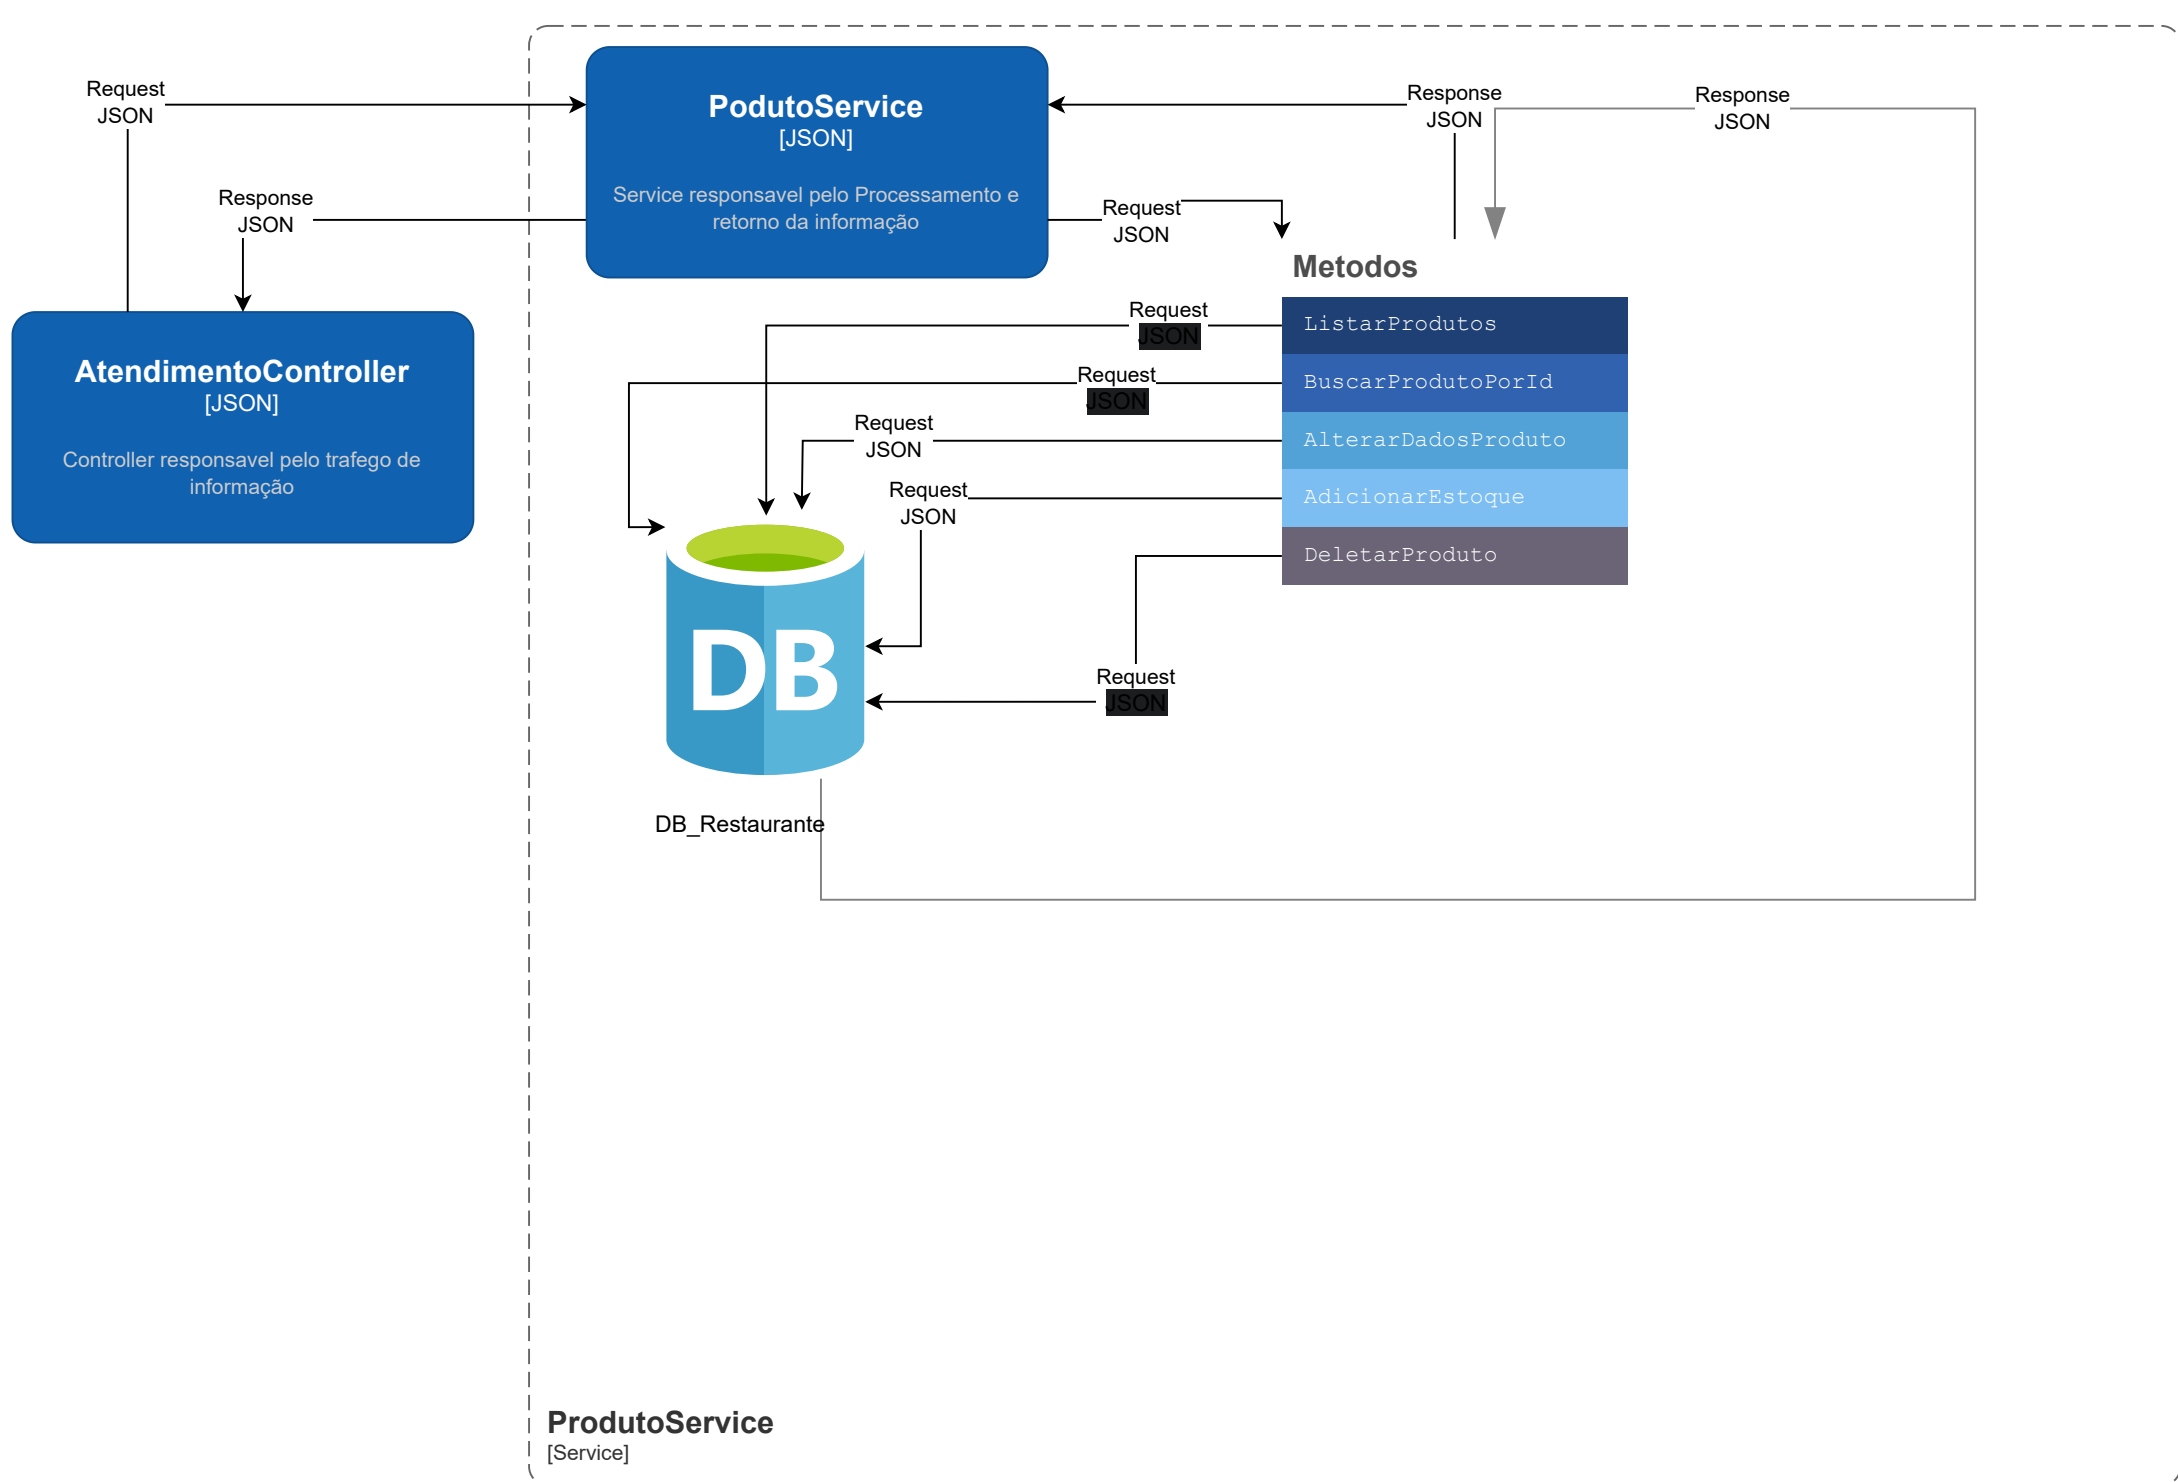 Request
JSON
PodutoService
[JSON]
Service responsavel pelo Processamento e
retorno da informação
Response
JSON
Response
JSON
Response
JSON
Request
JSON
Metodos
AtendimentoController
[JSON]
Controller responsavel pelo trafego de
informação
Request
JSON
ListarProdutos
Request
JSON
BuscarProdutoPorId
Request
JSON
AlterarDadosProduto
Request
JSON
AdicionarEstoque
DeletarProduto
DB
Request
JSON
DB_Restaurante
ProdutoService
[Service]